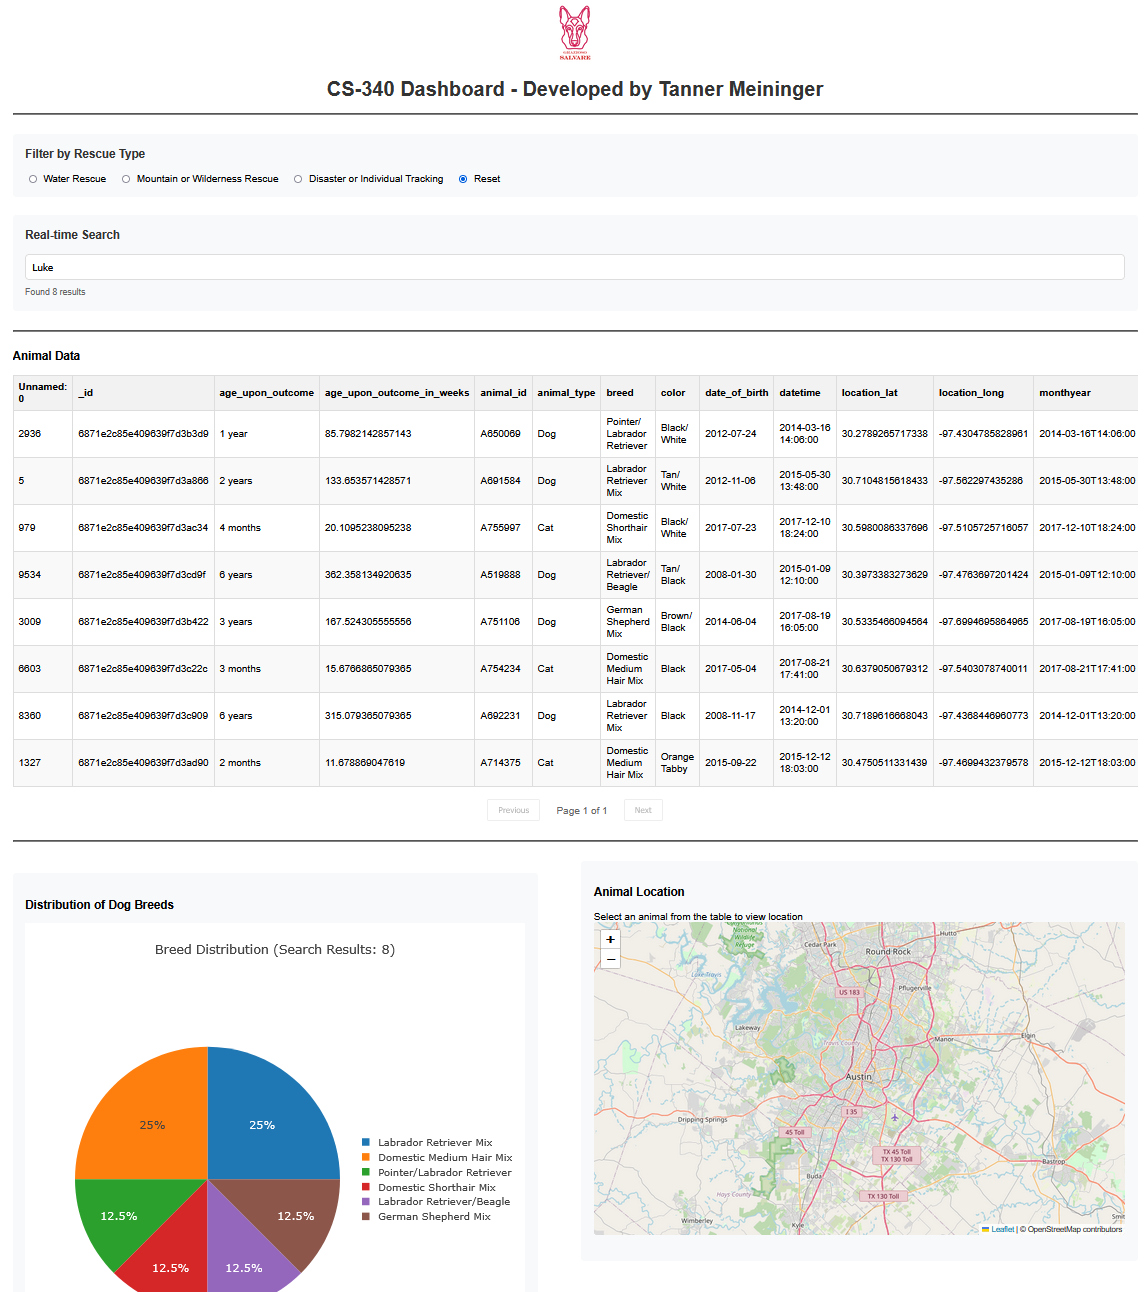 SALVARE
CS-340 Dashboard - Developed by Tanner Meininger
Filter by Rescue Type
Water Rescue Mountain or Wilderness Rescue Disaster or Individual Tracking Reset
Real-time Search
Luke
Found 8 results
Animal Data
Unnamed: 0 _id age_upon_outcome age_upon_outcome_in_weeks animal_id animal_type breed color date_of_birth datetime location_lat location_long monthyear
2936 6871e2c85e409639f7d3b3d9 1 year 85.7982142857143 A650069 Dog Pointer/Labrador Retriever Black/White 2012-07-24 2014-03-16 14:06:00 30.2789265717338 -97.4304785828961 2014-03-16T14:06:00
5 6871e2c85e409639f7d3a866 2 years 133.653571428571 A691584 Dog Labrador Retriever Mix Tan/White 2012-11-06 2015-05-30 13:48:00 30.7104815618433 -97.562297435286 2015-05-30T13:48:00
979 6871e2c85e409639f7d3ac34 4 months 20.1095238095238 A755997 Cat Domestic Shorthair Mix Black/White 2017-07-23 2017-12-10 18:24:00 30.5980086337696 -97.5105725716057 2017-12-10T18:24:00
9534 6871e2c85e409639f7d3cd9f 6 years 362.358134920635 A519888 Dog Labrador Retriever/Beagle Tan/Black 2008-01-30 2015-01-09 12:10:00 30.3973383273629 -97.4763697201424 2015-01-09T12:10:00
3009 6871e2c85e409639f7d3b422 3 years 167.524305555556 A751106 Dog German Shepherd Mix Brown/Black 2014-06-04 2017-08-19 16:05:00 30.5335466094564 -97.6994695864965 2017-08-19T16:05:00
6603 6871e2c85e409639f7d3c22c 3 months 15.6766865079365 A754234 Cat Domestic Medium Hair Mix Black 2017-05-04 2017-08-21 17:41:00 30.6379050679312 -97.5403078740011 2017-08-21T17:41:00
8360 6871e2c85e409639f7d3c909 6 years 315.079365079365 A692231 Dog Labrador Retriever Mix Black 2008-11-17 2014-12-01 13:20:00 30.7189616668043 -97.4368446960773 2014-12-01T13:20:00
1327 6871e2c85e409639f7d3ad90 2 months 11.678869047619 A714375 Cat Domestic Medium Hair Mix Orange Tabby 2015-09-22 2015-12-12 18:03:00 30.4750511331439 -97.4699432379578 2015-12-12T18:03:00
Previous Page 1 of 1 Next
Distribution of Dog Breeds
Breed Distribution (Search Results: 8)
25% 25%
12.5% 12.5%
12.5% 12.5%
Labrador Retriever Mix
Domestic Medium Hair Mix
Pointer/Labrador Retriever
Domestic Shorthair Mix
Labrador Retriever/Beagle
German Shepherd Mix
Animal Location
Select an animal from the table to view location
+
−
National
Wildlife
Refuge
Cedar Park
Round Rock
Hutto
Lake Travis
US 183
Pflugerville
Lakeway
Travis County
Manor
Elgin
Austin
I 35
Dripping Springs
45 Toll
TX 45 Toll
TX 130 Toll
Bastrop
Buda
Hays County
TX 130 Toll
Wimberley
Kyle
Smit
Leaflet | © OpenStreetMap contributors